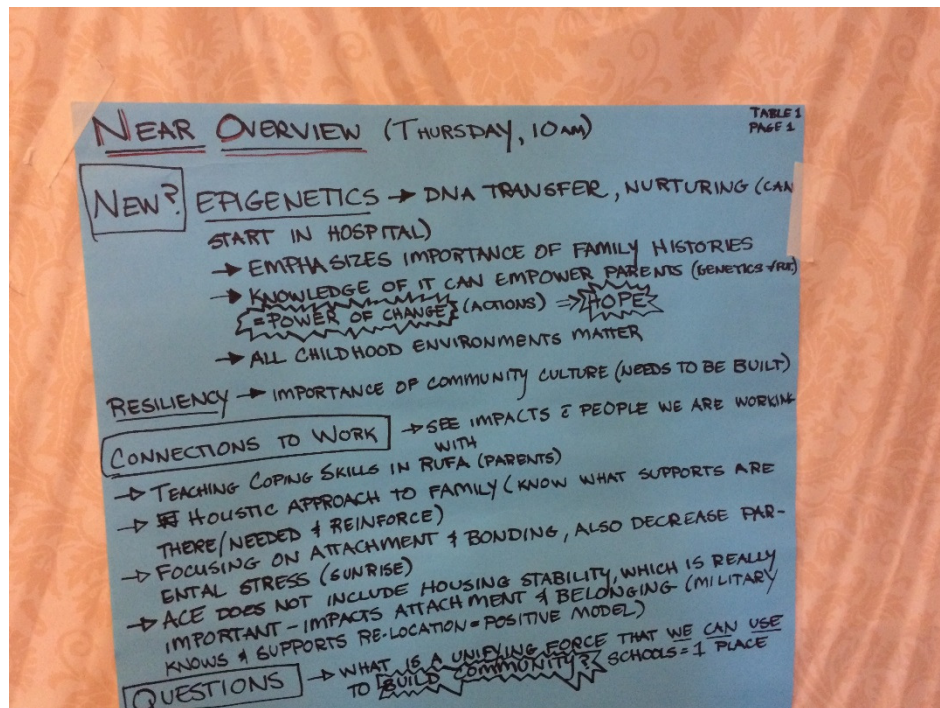 NEAR OVERVIEW (THURSDAY, 10AM)
TABLE 1
PAGE 1
NEW? EPIGENETICS → DNA TRANSFER, NURTURING (CAN
START IN HOSPITAL)
→ EMPHASIZES IMPORTANCE OF FAMILY HISTORIES
→ KNOWLEDGE OF IT CAN EMPOWER PARENTS (GENETICS
= POWER OF CHANGE (ACTIONS) ⇒ HOPE
→ ALL CHILDHOOD ENVIRONMENTS MATTER
RESILIENCY → IMPORTANCE OF COMMUNITY CULTURE (NEEDS TO BE BUILT)
CONNECTIONS TO WORK → SEE IMPACTS c̄ PEOPLE WE ARE WORKING
WITH
→ TEACHING COPING SKILLS IN RUFA (PARENTS)
→ HOLISTIC APPROACH TO FAMILY (KNOW WHAT SUPPORTS ARE
THERE/NEEDED & REINFORCE)
→ FOCUSING ON ATTACHMENT & BONDING, ALSO DECREASE PAR-
ENTAL STRESS (SUNRISE)
→ ACE DOES NOT INCLUDE HOUSING STABILITY, WHICH IS REALLY
IMPORTANT - IMPACTS ATTACHMENT & BELONGING (MILITARY
KNOWS & SUPPORTS RE-LOCATION = POSITIVE MODEL)
QUESTIONS → WHAT IS A UNIFYING FORCE THAT WE CAN USE
TO BUILD COMMUNITY? SCHOOLS = 1 PLACE